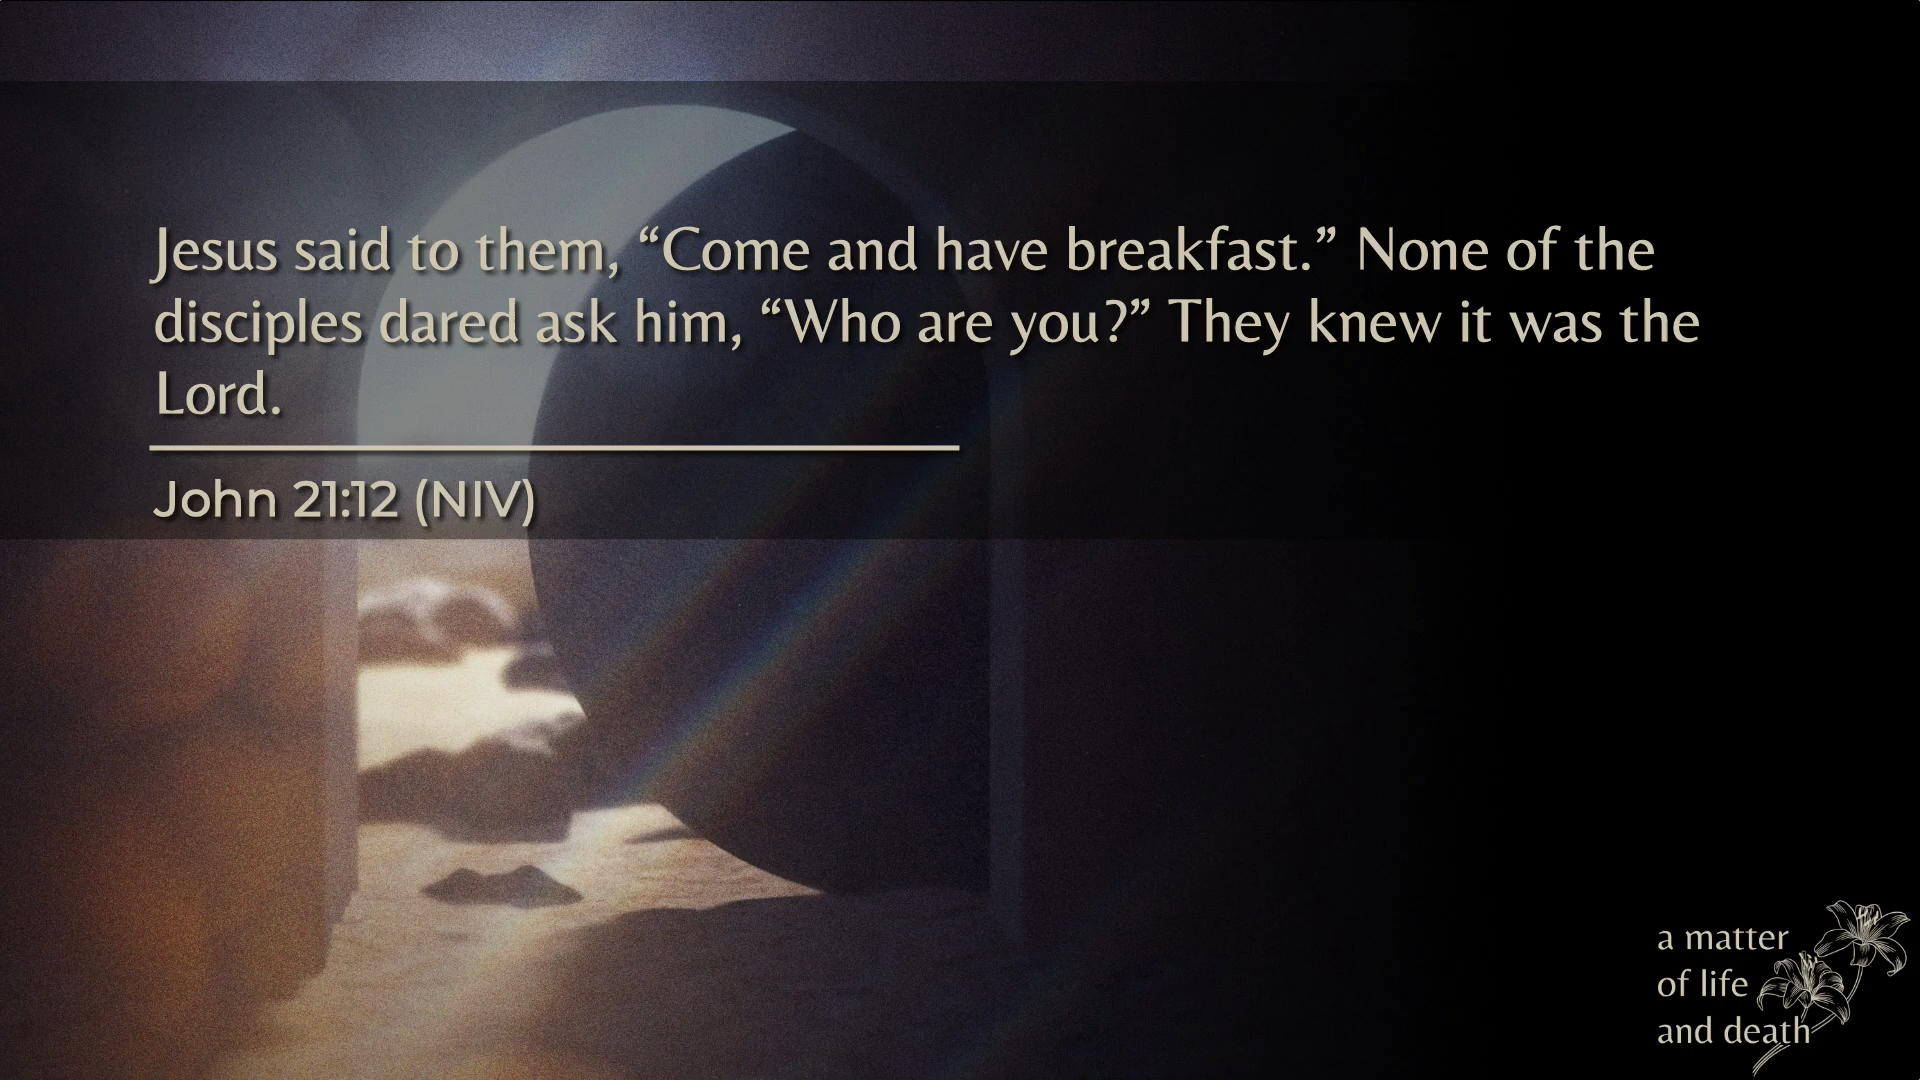 Jesus said to them, “Come and have breakfast.” None of the
disciples dared ask him, “Who are you?” They knew it was the
Lord.
John 21:12 (NIV)
a matter
of life
and death